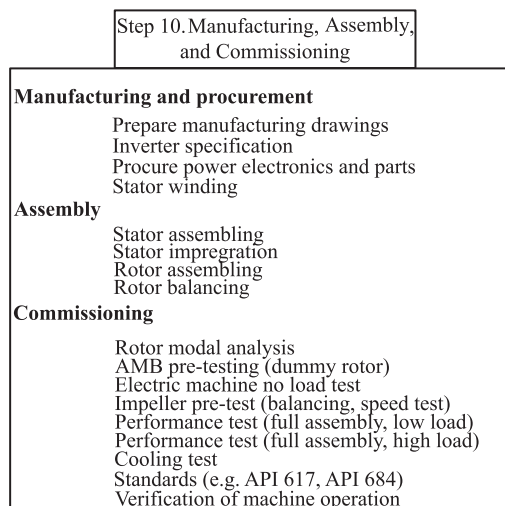 Step 10. Manufacturing, Assembly,
and Commissioning
Manufacturing and procurement
Prepare manufacturing drawings
Inverter specification
Procure power electronics and parts
Stator winding
Assembly
Stator assembling
Stator impregration
Rotor assembling
Rotor balancing
Commissioning
Rotor modal analysis
AMB pre-testing (dummy rotor)
Electric machine no load test
Impeller pre-test (balancing, speed test)
Performance test (full assembly, low load)
Performance test (full assembly, high load)
Cooling test
Standards (e.g. API 617, API 684)
Verification of machine operation